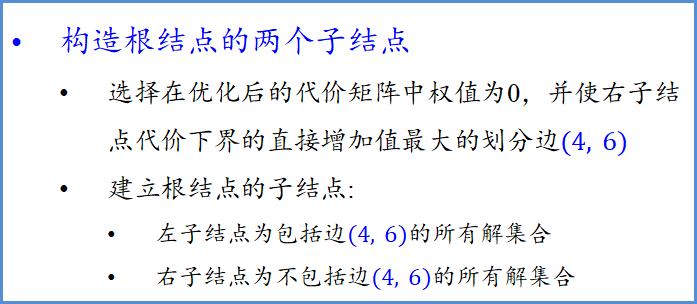 • 构造根结点的两个子结点
• 选择在优化后的代价矩阵中权值为0，并使右子结
点代价下界的直接增加值最大的划分边(4, 6)
• 建立根结点的子结点:
• 左子结点为包括边(4, 6)的所有解集合
• 右子结点为不包括边(4, 6)的所有解集合